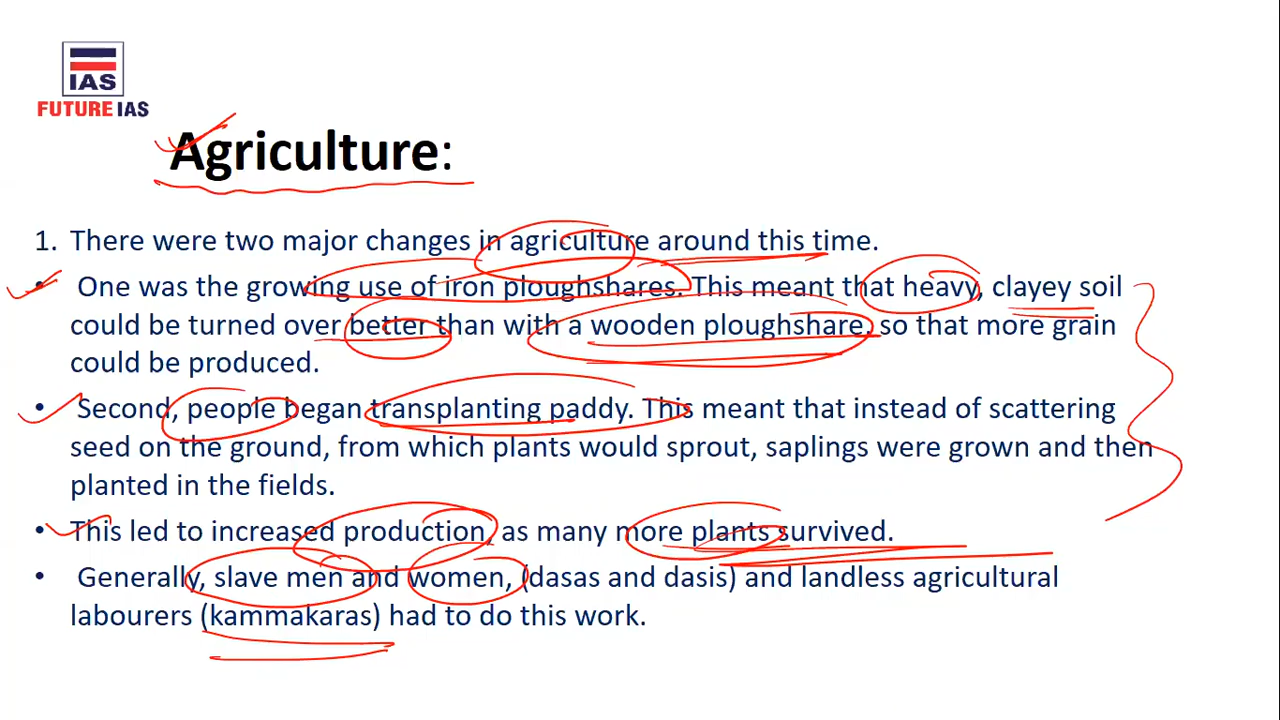 IAS
FUTURE IAS
Agriculture:
1. There were two major changes in agriculture around this time.
• One was the growing use of iron ploughshares. This meant that heavy, clayey soil
could be turned over better than with a wooden ploughshare, so that more grain
could be produced.
• Second, people began transplanting paddy. This meant that instead of scattering
seed on the ground, from which plants would sprout, saplings were grown and then
planted in the fields.
• This led to increased production, as many more plants survived.
• Generally, slave men and women, (dasas and dasis) and landless agricultural
labourers (kammakaras) had to do this work.